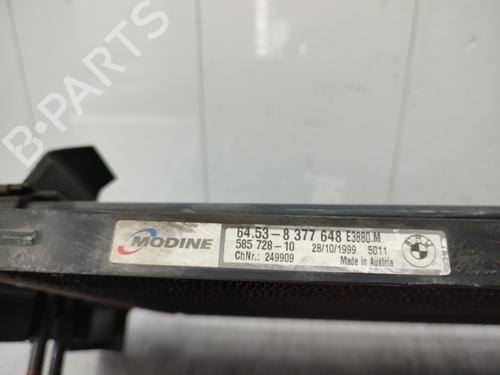 B-PARTS
MODINE
64.53-8 377 648 E3880.M
585 728-10 28/10/1999 5011
ChNr.: 249909 Made in Austria
BMW